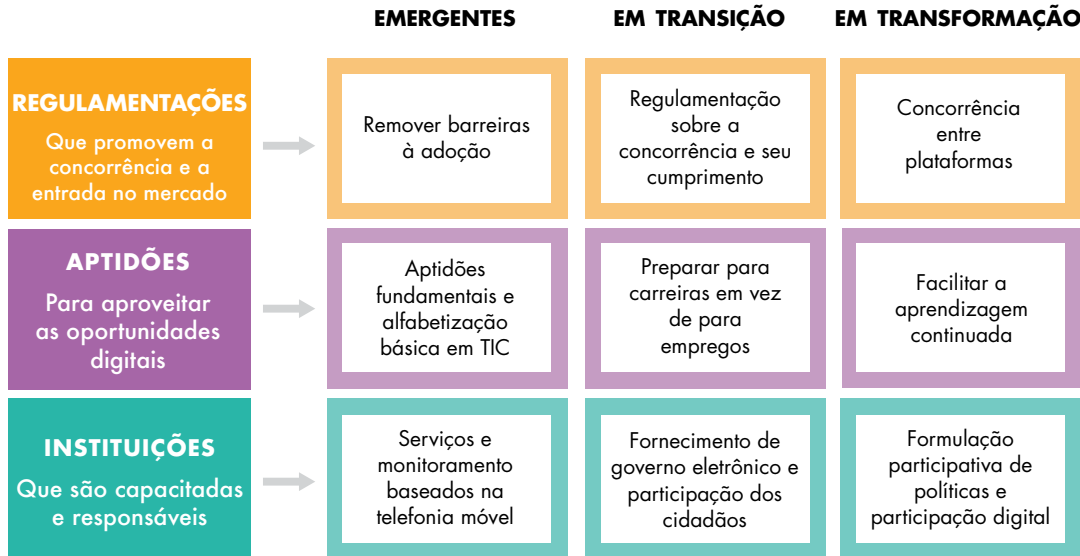 EMERGENTES
EM TRANSIÇÃO
EM TRANSFORMAÇÃO
REGULAMENTAÇÕES
Que promovem a
concorrência e a
entrada no mercado
Remover barreiras
à adoção
Regulamentação
sobre a
concorrência e seu
cumprimento
Concorrência
entre
plataformas
APTIDÕES
Para aproveitar
as oportunidades
digitais
Aptidões
fundamentais e
alfabetização
básica em TIC
Preparar para
carreiras em vez
de para
empregos
Facilitar a
aprendizagem
continuada
INSTITUIÇÕES
Que são capacitadas
e responsáveis
Serviços e
monitoramento
baseados na
telefonia móvel
Fornecimento de
governo eletrônico e
participação dos
cidadãos
Formulação
participativa de
políticas e
participação digital